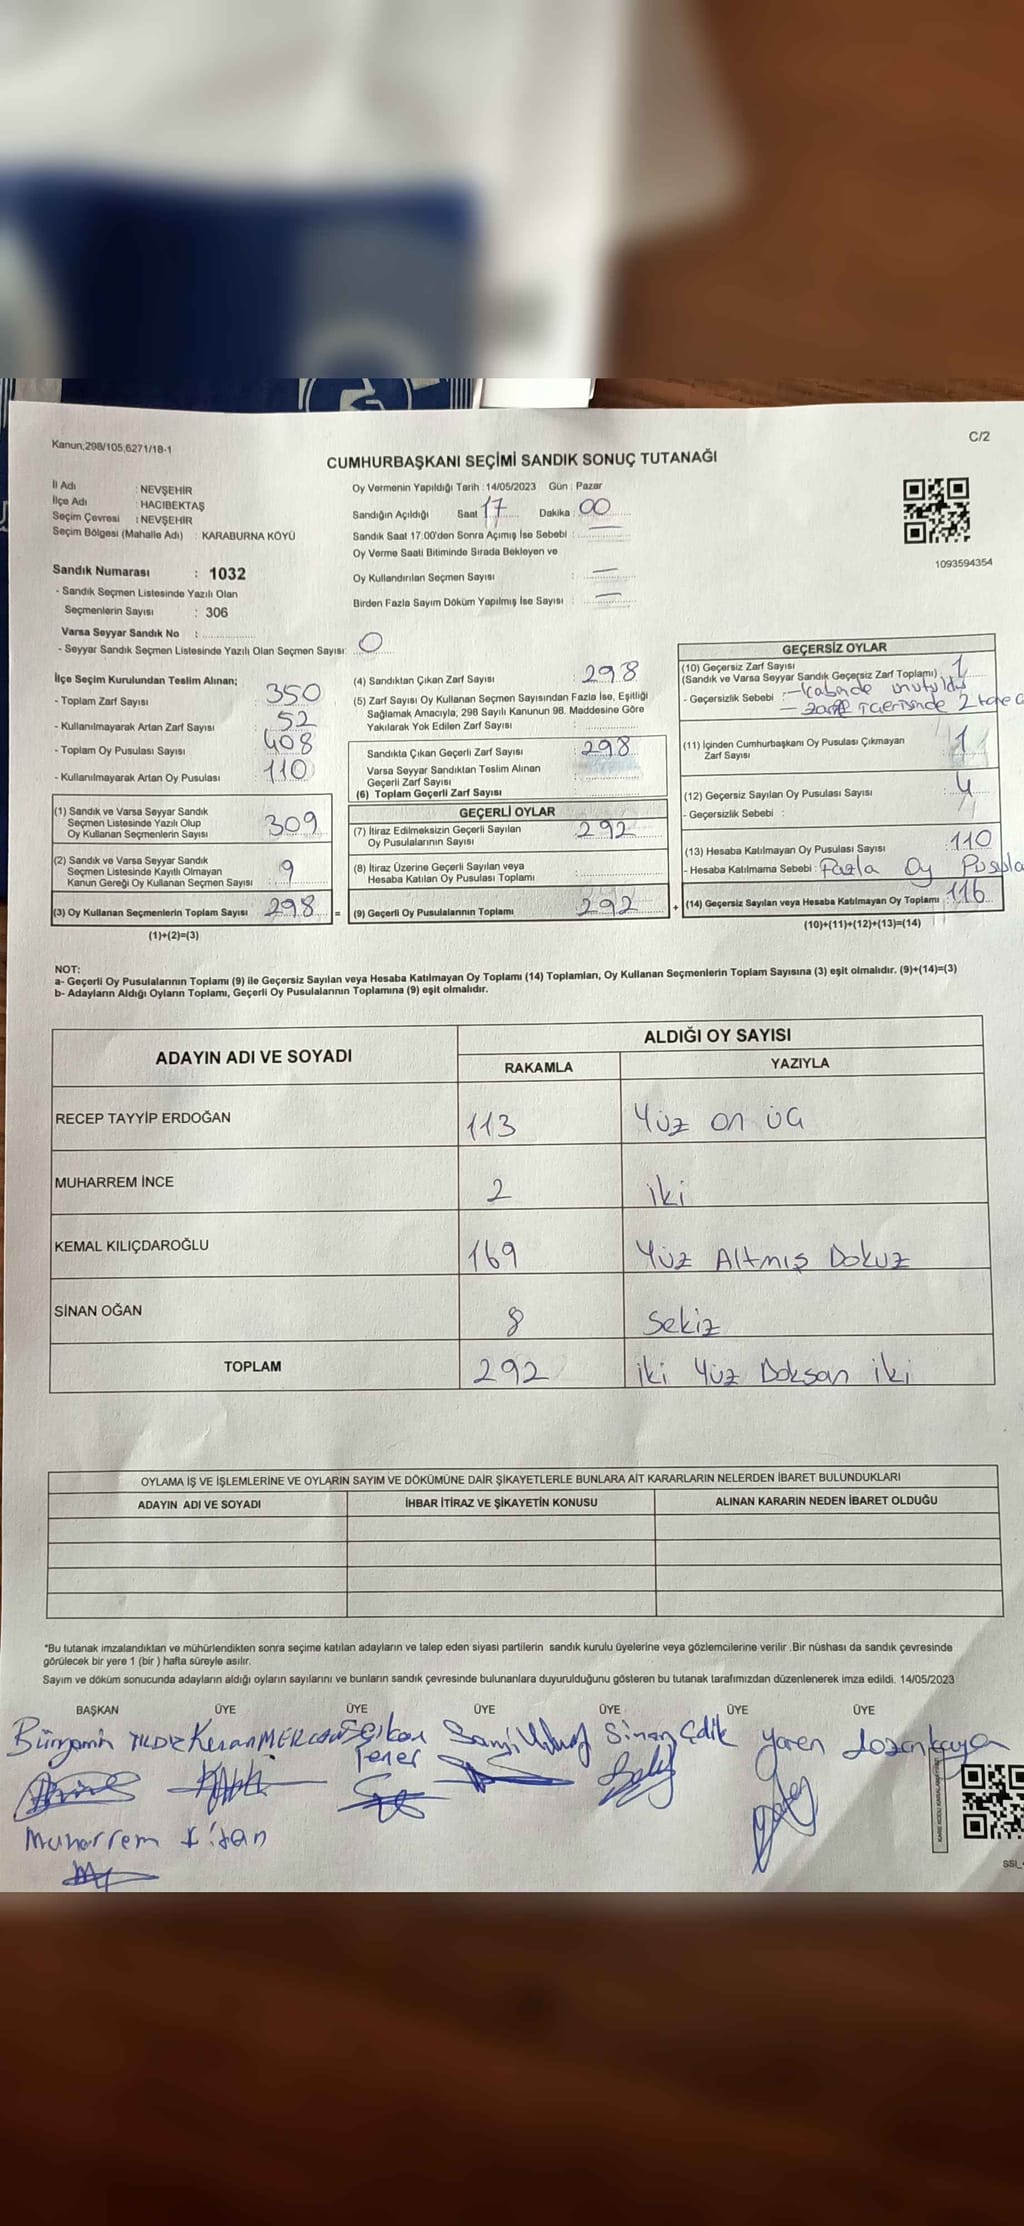 Kanun;298/105,6271/18-1
C/2
CUMHURBAŞKANI SEÇİMİ SANDIK SONUÇ TUTANAĞI
İl Adı : NEVŞEHİR
İlçe Adı : HACIBEKTAŞ
Seçim Çevresi : NEVŞEHİR
Seçim Bölgesi (Mahalle Adı) : KARABURNA KÖYÜ
Oy Vermenin Yapıldığı Tarih : 14/05/2023 Gün : Pazar
Sandığın Açıldığı Saat 17 Dakika : 00
Sandık Saat 17.00'den Sonra Açılmış İse Sebebi :
Oy Verme Saati Bitiminde Sırada Bekleyen ve
Oy Kullandırılan Seçmen Sayısı : —
Birden Fazla Sayım Döküm Yapılmış İse Sayısı : —
1093594354
Sandık Numarası : 1032
- Sandık Seçmen Listesinde Yazılı Olan
Seçmenlerin Sayısı : 306
Varsa Seyyar Sandık No :
- Seyyar Sandık Seçmen Listesinde Yazılı Olan Seçmen Sayısı: 0
İlçe Seçim Kurulundan Teslim Alınan;
- Toplam Zarf Sayısı : 350
- Kullanılmayarak Artan Zarf Sayısı : 52
- Toplam Oy Pusulası Sayısı : 408
- Kullanılmayarak Artan Oy Pusulası : 110
(1) Sandık ve Varsa Seyyar Sandık
Seçmen Listesinde Yazılı Olup
Oy Kullanan Seçmenlerin Sayısı : 309
(2) Sandık ve Varsa Seyyar Sandık
Seçmen Listesinde Kayıtlı Olmayan
Kanun Gereği Oy Kullanan Seçmen Sayısı : 9
(3) Oy Kullanan Seçmenlerin Toplam Sayısı : 298 =
(1)+(2)=(3)
(4) Sandıktan Çıkan Zarf Sayısı : 298
(5) Zarf Sayısı Oy Kullanan Seçmen Sayısından Fazla İse, Eşitliği
Sağlamak Amacıyla, 298 Sayılı Kanunun 98. Maddesine Göre
Yakılarak Yok Edilen Zarf Sayısı :
Sandıkta Çıkan Geçerli Zarf Sayısı : 298
Varsa Seyyar Sandıktan Teslim Alınan
Geçerli Zarf Sayısı :
(6) Toplam Geçerli Zarf Sayısı :
GEÇERLİ OYLAR
(7) İtiraz Edilmeksizin Geçerli Sayılan
Oy Pusulalarının Sayısı : 292
(8) İtiraz Üzerine Geçerli Sayılan veya
Hesaba Katılan Oy Pusulası Toplamı :
(9) Geçerli Oy Pusulalarının Toplamı : 292 +
GEÇERSİZ OYLAR
(10) Geçersiz Zarf Sayısı
(Sandık ve Varsa Seyyar Sandık Geçersiz Zarf Toplamı) : 1
- Geçersizlik Sebebi : - Kabinde unutuldu
- zarf içerisinde 2 tane
(11) İçinden Cumhurbaşkanı Oy Pusulası Çıkmayan
Zarf Sayısı : 1
(12) Geçersiz Sayılan Oy Pusulası Sayısı : 4
- Geçersizlik Sebebi :
(13) Hesaba Katılmayan Oy Pusulası Sayısı : 110
- Hesaba Katılmama Sebebi : Fazla Oy Pusula
(14) Geçersiz Sayılan veya Hesaba Katılmayan Oy Toplamı : 116
(10)+(11)+(12)+(13)=(14)
NOT:
a- Geçerli Oy Pusulalarının Toplamı (9) ile Geçersiz Sayılan veya Hesaba Katılmayan Oy Toplamı (14) Toplamları, Oy Kullanan Seçmenlerin Toplam Sayısına (3) eşit olmalıdır. (9)+(14)=(3)
b- Adayların Aldığı Oyların Toplamı, Geçerli Oy Pusulalarının Toplamına (9) eşit olmalıdır.
ADAYIN ADI VE SOYADI
ALDIĞI OY SAYISI
RAKAMLA YAZIYLA
RECEP TAYYİP ERDOĞAN 113 Yüz on üç
MUHARREM İNCE 2 iki
KEMAL KILIÇDAROĞLU 169 Yüz Altmış Dokuz
SİNAN OĞAN 8 Sekiz
TOPLAM 292 iki Yüz Doksan iki
OYLAMA İŞ VE İŞLEMLERİNE VE OYLARIN SAYIM VE DÖKÜMÜNE DAİR ŞİKAYETLERLE BUNLARA AİT KARARLARIN NELERDEN İBARET BULUNDUKLARI
ADAYIN ADI VE SOYADI İHBAR İTİRAZ VE ŞİKAYETİN KONUSU ALINAN KARARIN NEDEN İBARET OLDUĞU
*Bu tutanak imzalandıktan ve mühürlendikten sonra seçime katılan adayların ve talep eden siyasi partilerin sandık kurulu üyelerine veya gözlemcilerine verilir .Bir nüshası da sandık çevresinde
görülecek bir yere 1 (bir ) hafta süreyle asılır.
Sayım ve döküm sonucunda adayların aldığı oyların sayılarını ve bunların sandık çevresinde bulunanlara duyurulduğunu gösteren bu tutanak tarafımızdan düzenlenerek imza edildi. 14/05/2023
BAŞKAN ÜYE ÜYE ÜYE ÜYE ÜYE ÜYE
Bünyamin YILDIZ Kenan MERCAN Sinan Çelik Yaren
Muharrem